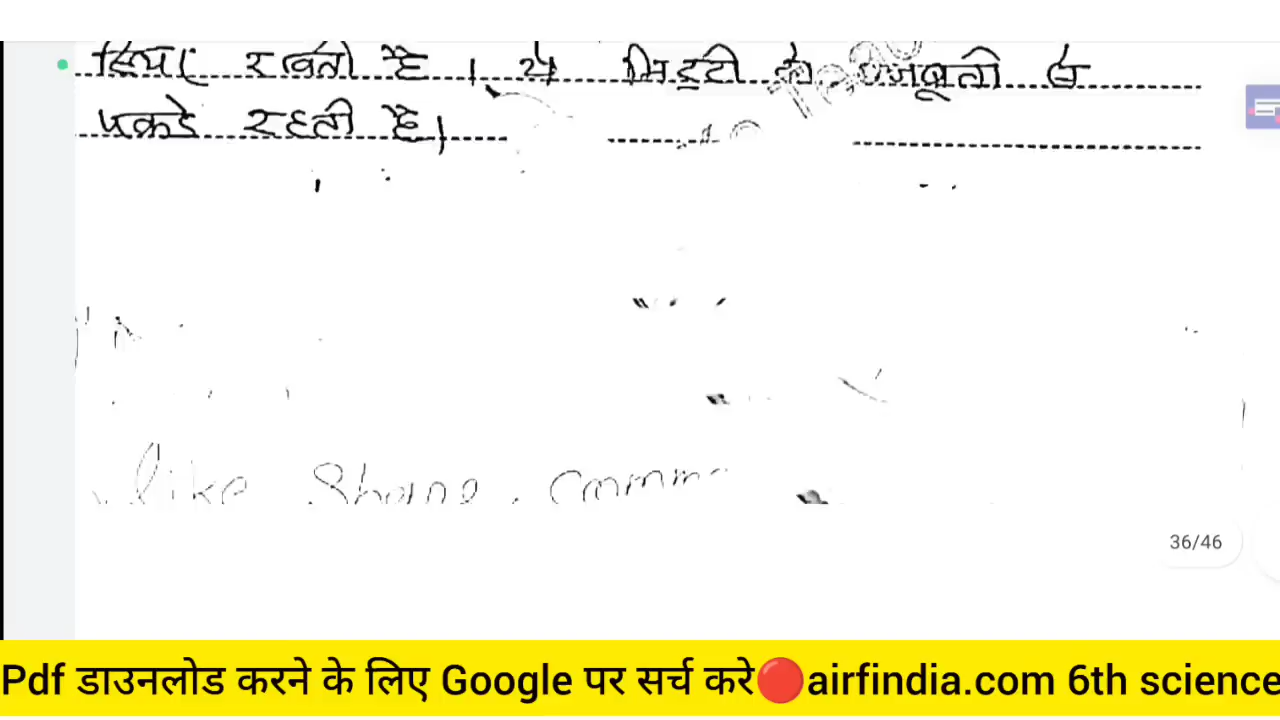 स्थिर रखती है । ये मिट्टी को मजबूती से
पकडे रहती है।
like Share, comm
36/46
Pdf डाउनलोड करने के लिए Google पर सर्च करे🔴airfindia.com 6th science